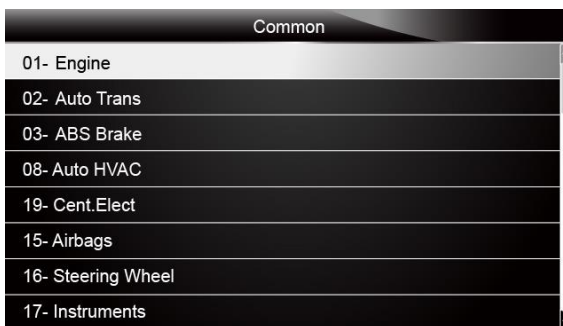 Common
01- Engine
02- Auto Trans
03- ABS Brake
08- Auto HVAC
19- Cent.Elect
15- Airbags
16- Steering Wheel
17- Instruments